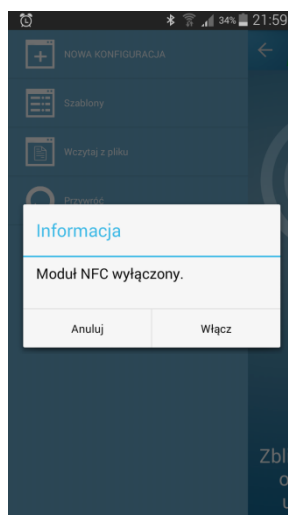 34% 21:59
NOWA KONFIGURACJA
Szablony
Wczytaj z pliku
Przywróć
Informacja
Moduł NFC wyłączony.
Anuluj Włącz
Zbl
o
u